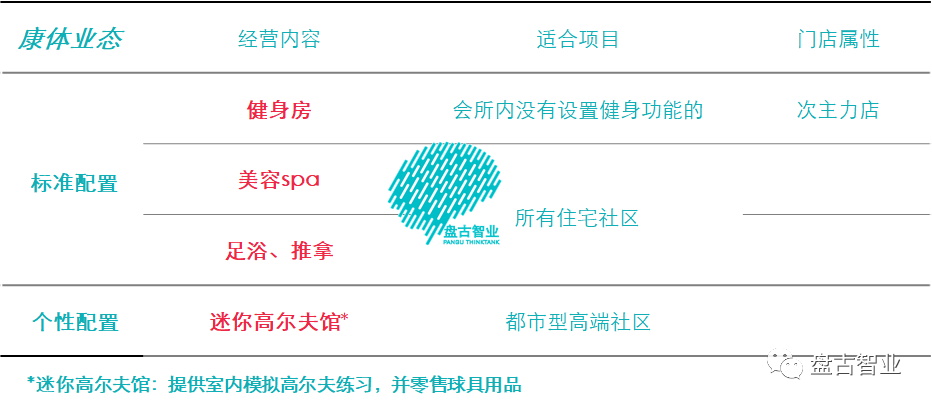 康体业态 经营内容 适合项目 门店属性
健身房 会所内没有设置健身功能的 次主力店
标准配置 美容spa
所有住宅社区
盘古智业
PANGU THINKTANK
足浴、推拿
个性配置 迷你高尔夫馆* 都市型高端社区
盘古智业
*迷你高尔夫馆：提供室内模拟高尔夫练习，并零售球具用品